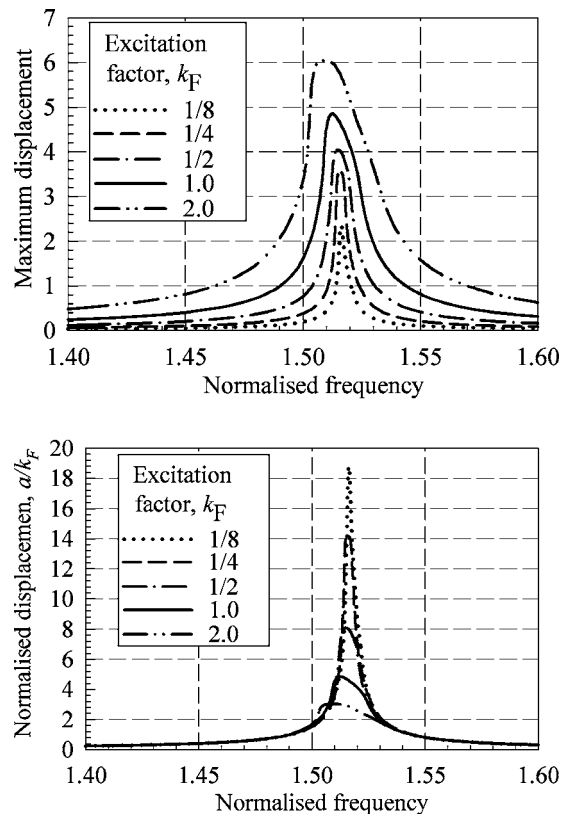 7
6
5
4
3
2
1
0
Maximum displacement
Excitation
factor, kF
1/8
1/4
1/2
1.0
2.0
1.40 1.45 1.50 1.55 1.60
Normalised frequency
20
18
16
14
12
10
8
6
4
2
0
Normalised displacemen, a/kF
Excitation
factor, kF
1/8
1/4
1/2
1.0
2.0
1.40 1.45 1.50 1.55 1.60
Normalised frequency